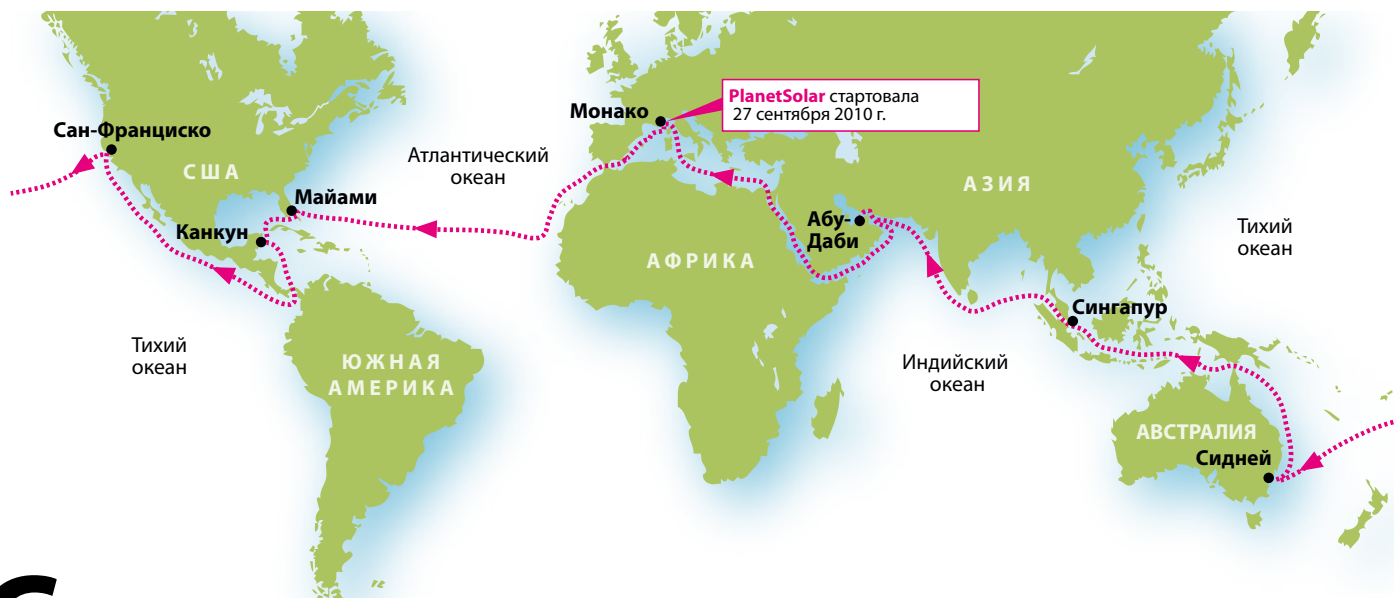 PlanetSolar стартовала
27 сентября 2010 г.
Монако
Сан-Франциско
США
Атлантический
океан
Майами
Канкун
АЗИЯ
Абу-
Даби
АФРИКА
Тихий
океан
Сингапур
Тихий
океан
ЮЖНАЯ
АМЕРИКА
Индийский
океан
АВСТРАЛИЯ
Сидней